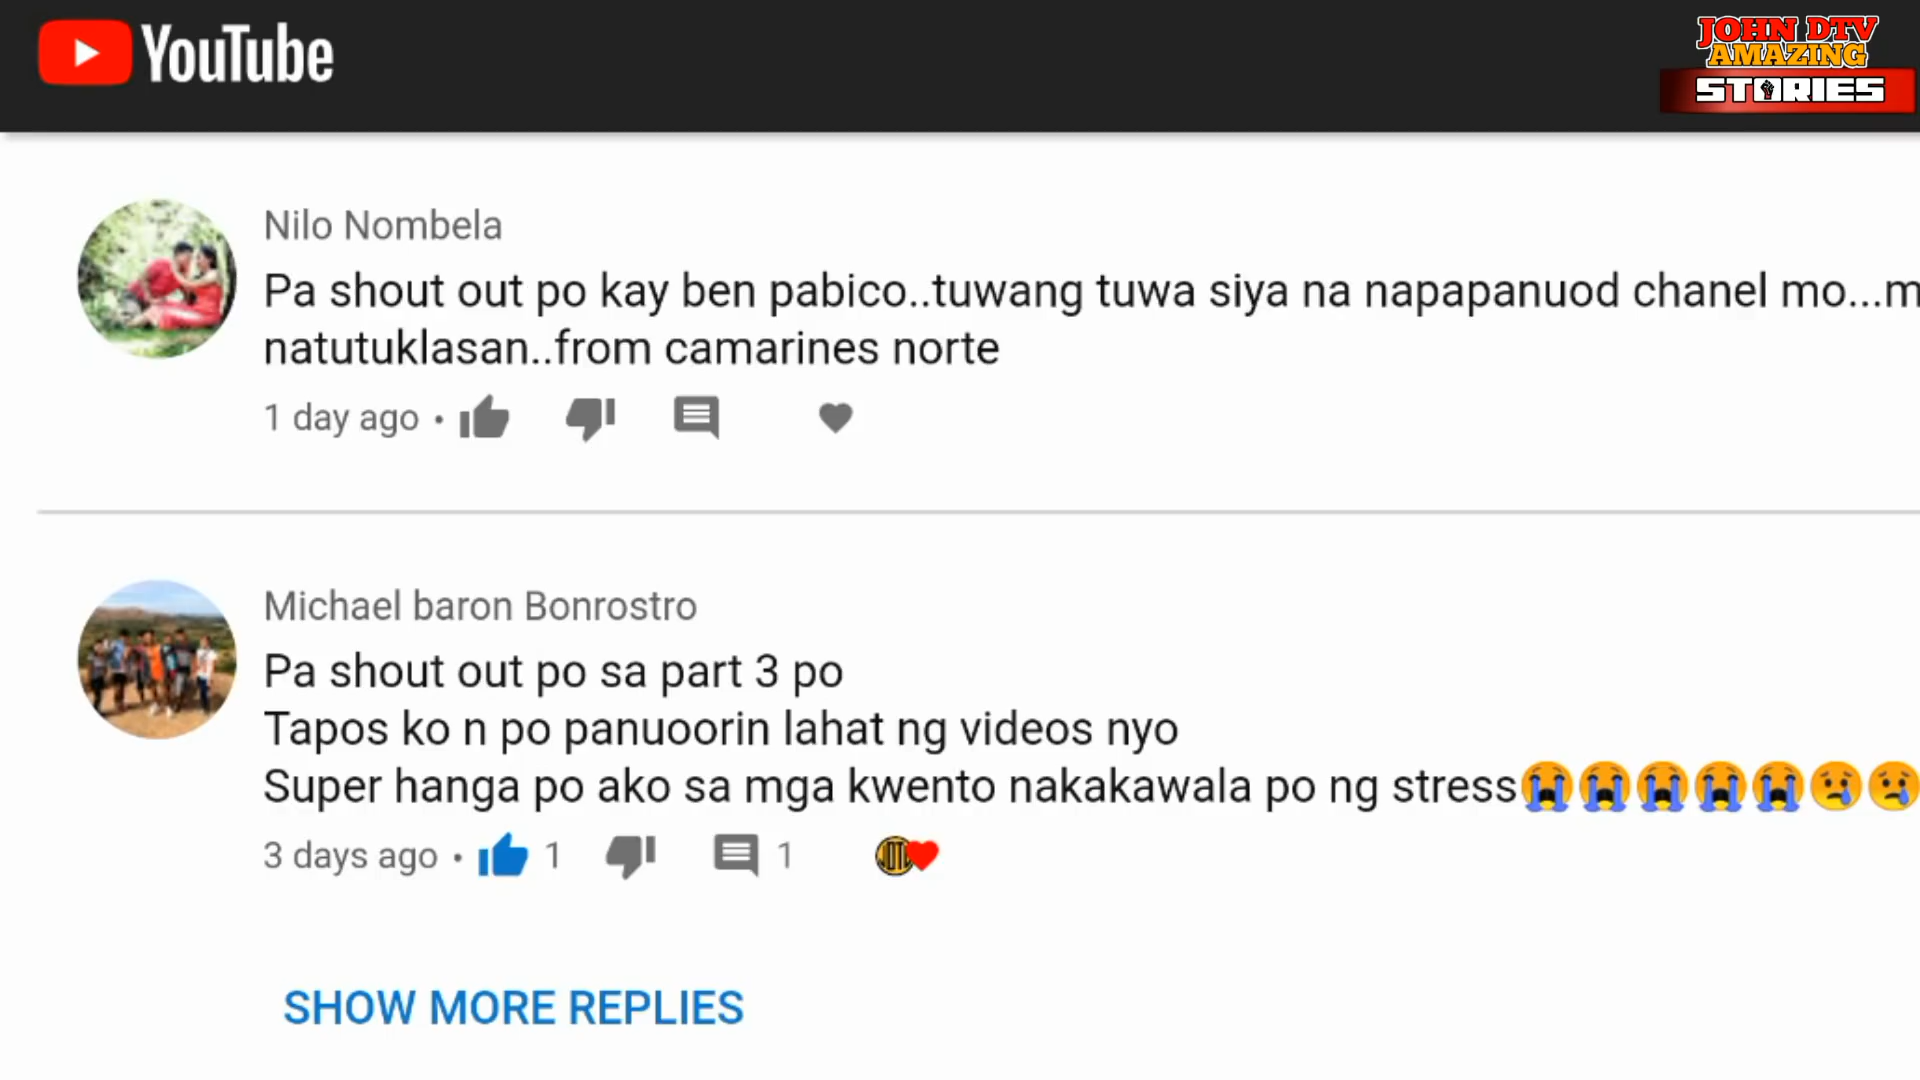 YouTube
JOHN DTV
AMAZING
STORIES
Nilo Nombela
Pa shout out po kay ben pabico..tuwang tuwa siya na napapanuod chanel mo...m
natutuklasan..from camarines norte
1 day ago •
Michael baron Bonrostro
Pa shout out po sa part 3 po
Tapos ko n po panuoorin lahat ng videos nyo
Super hanga po ako sa mga kwento nakakawala po ng stress😭😭😭😭😭😢😢
3 days ago • 1 1
SHOW MORE REPLIES